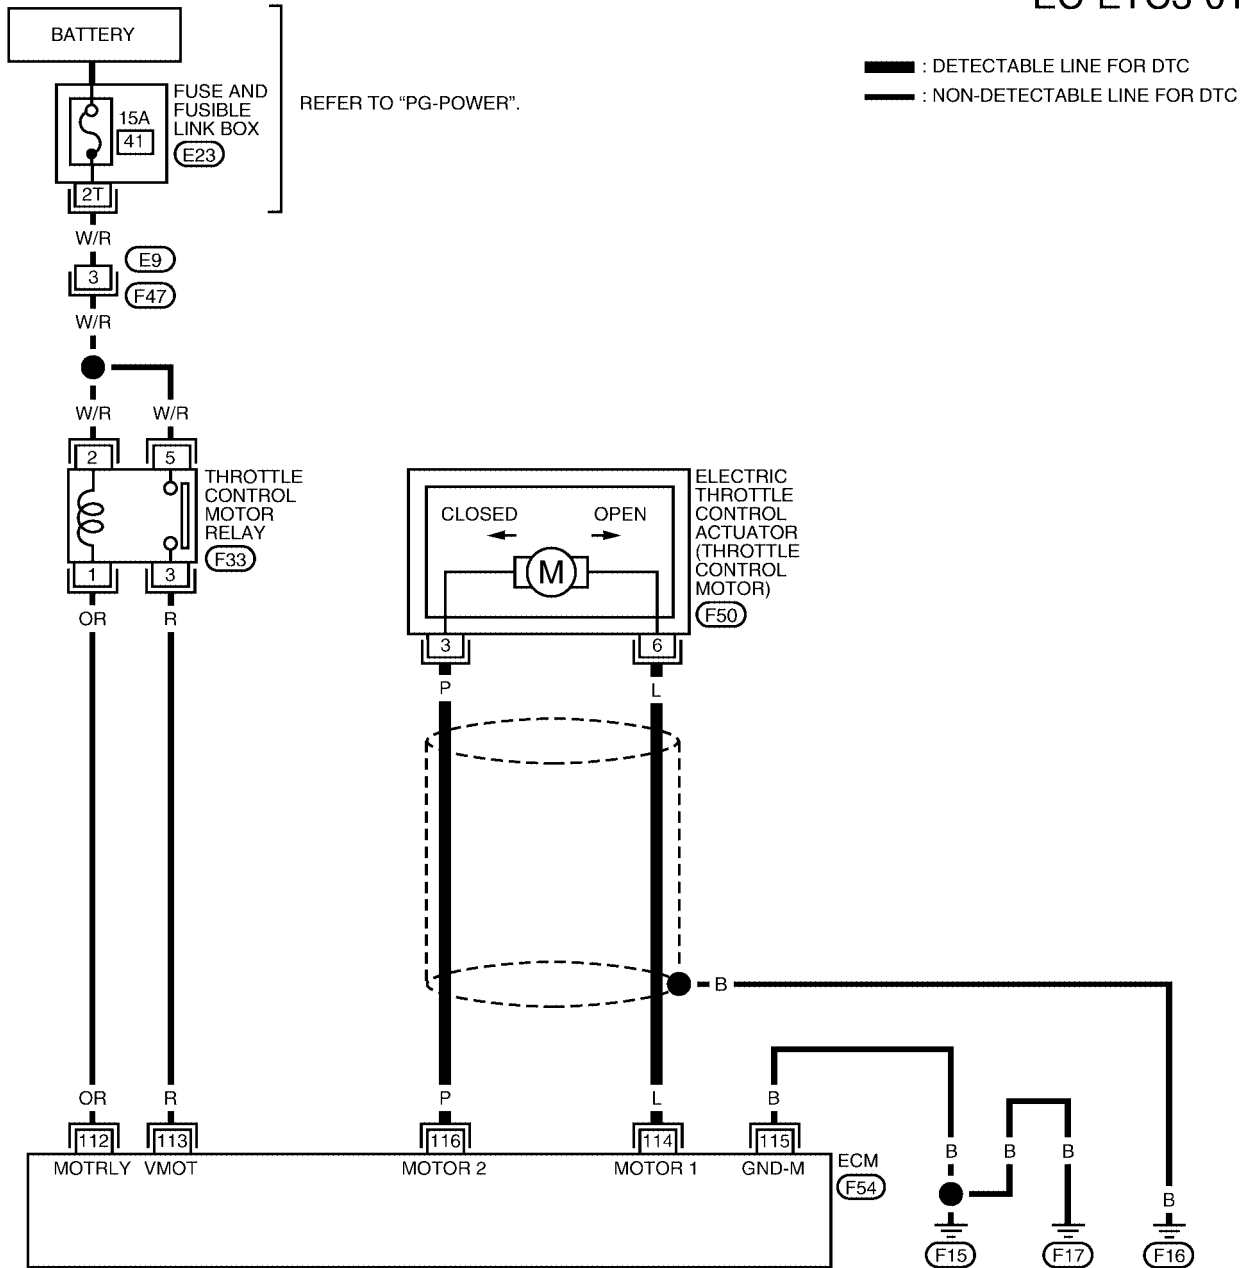 BATTERY
FUSE AND
FUSIBLE
LINK BOX
E23
15A
41
2T
REFER TO “PG-POWER”.
: DETECTABLE LINE FOR DTC
: NON-DETECTABLE LINE FOR DTC
W/R
E9
3
F47
W/R
W/R
W/R
2
5
THROTTLE
CONTROL
MOTOR
RELAY
F33
1
3
OR
R
CLOSED
OPEN
M
ELECTRIC
THROTTLE
CONTROL
ACTUATOR
(THROTTLE
CONTROL
MOTOR)
F50
3
6
P
L
B
OR
R
P
L
B
112
113
116
114
115
MOTRLY
VMOT
MOTOR 2
MOTOR 1
GND-M
ECM
F54
B
B
B
B
F15
F17
F16